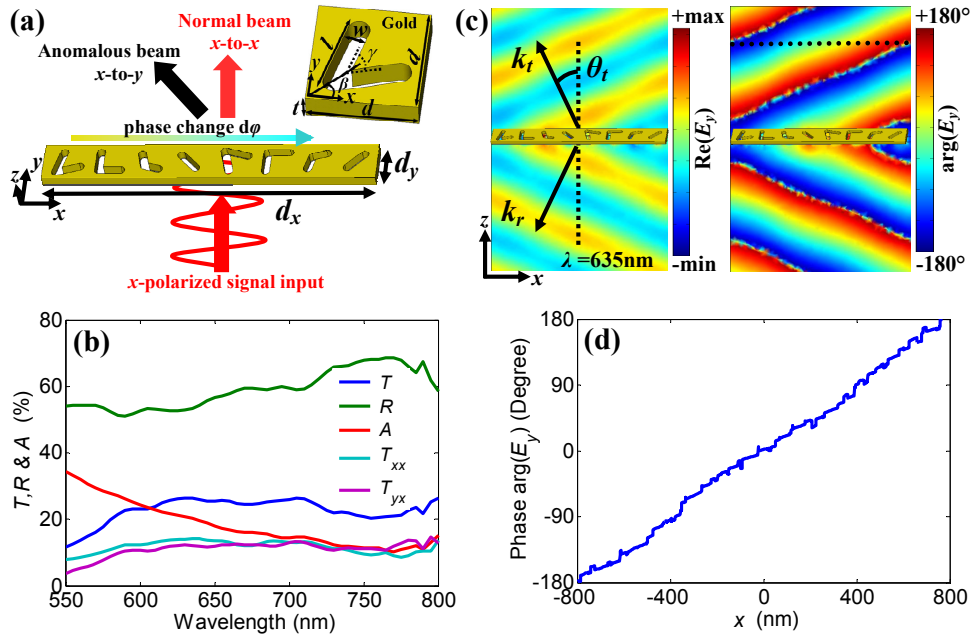 (a)
Normal beam
x-to-x
Anomalous beam
x-to-y
Gold
l
w
γ
β
y
x
t
d
d
phase change dφ
y
z
x
d_x
d_y
x-polarized signal input
(b)
80
60
40
20
0
T,R & A (%)
T
R
A
T_xx
T_yx
550 600 650 700 750 800
Wavelength (nm)
(c)
k_t
θ_t
k_r
z
x
λ=635nm
+max
Re(E_y)
-min
+180°
arg(E_y)
-180°
(d)
180
90
0
-90
-180
Phase arg(E_y) (Degree)
-800 -400 0 400 800
x (nm)